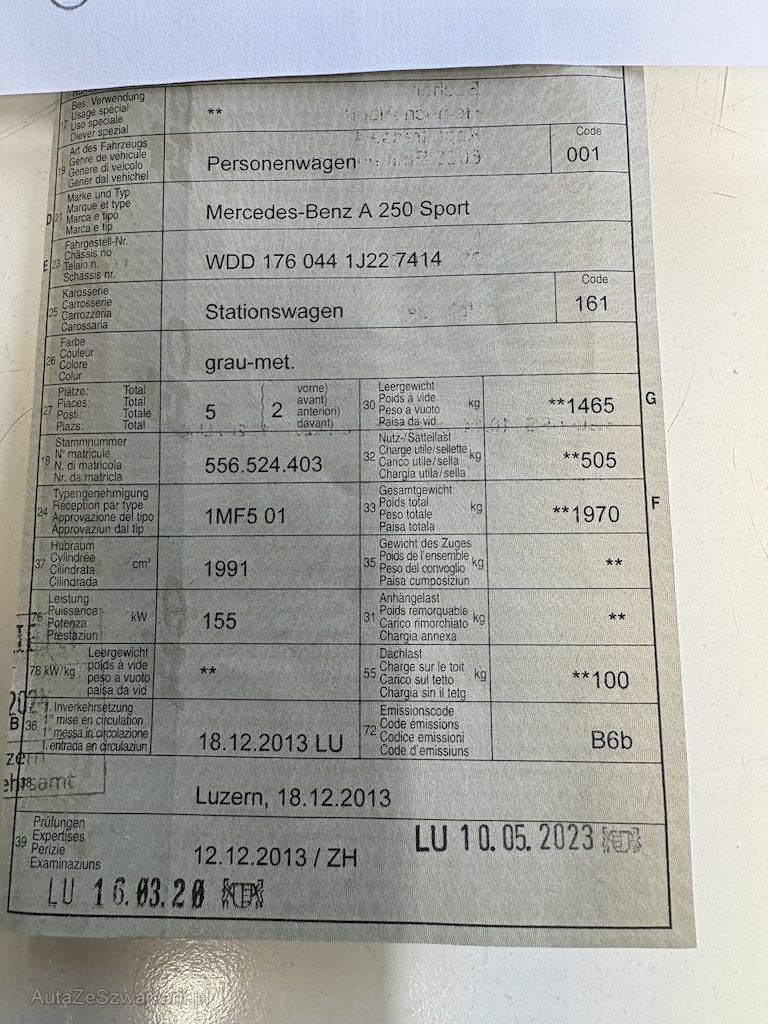 Bes. Verwendung
Usage spécial
17 Uso speciale
Diever spezial
**
Art des Fahrzeugs
Genre de véhicule
19 Genere di veicolo
Gener dal vehichel
Personenwagen
Code
001
Marke und Typ
D 21 Marque et type
Marca e tipo
Marca e tip
Mercedes-Benz A 250 Sport
Fahrgestell-Nr.
E 23 Châssis no
Telaio n.
Schassis nr.
WDD 176 044 1J22 7414
Karosserie
25 Carrosserie
Carrozzeria
Carossaria
Stationswagen
Code
161
Farbe
26 Couleur
Colore
Colur
grau-met.
Plätze: Total
27 Places: Total
Posti: Totale
Plazs: Total
5
2
vorne)
avant)
anteriori)
davant)
Leergewicht
30 Poids à vide kg
Peso a vuoto
Paisa da vid
**1465
G
Stammnummer
18 N° matricule
N. di matricola
Nr. da matricla
556.524.403
Nutz-/Sattellast
32 Charge utile/sellette kg
Carico utile/sella
Chargia utila/sella
**505
Typengenehmigung
24 Réception par type
Approvazione del tipo
Approvaziun dal tip
1MF5 01
Gesamtgewicht
33 Poids total kg
Peso totale
Paisa totala
**1970
F
Hubraum
37 Cylindrée cm³
Cilindrata
Cilindrada
1991
Gewicht des Zuges
35 Poids de l'ensemble kg
Peso del convoglio
Paisa cumposiziun
**
Leistung
76 Puissance kW
Potenza
Prestaziun
155
Anhängelast
31 Poids remorquable kg
Carico rimorchiato
Chargia annexa
**
Leergewicht
78 kW/kg poids à vide
peso a vuoto
paisa da vid
**
Dachlast
55 Charge sur le toit kg
Carico sul tetto
Chargia sin il tetg
**100
1. Inverkehrsetzung
B 36 1re mise en circulation
1a messa in circolazione
1. entrada en circulaziun
18.12.2013 LU
Emissionscode
72 Code émissions
Codice emissioni
Code d'emissiuns
B6b
38
Luzern, 18.12.2013
Prüfungen
39 Expertises
Perizie
Examinaziuns
12.12.2013 / ZH
LU 10.05.2023
LU 16.03.20
AutaZeSzwajcarii.pl